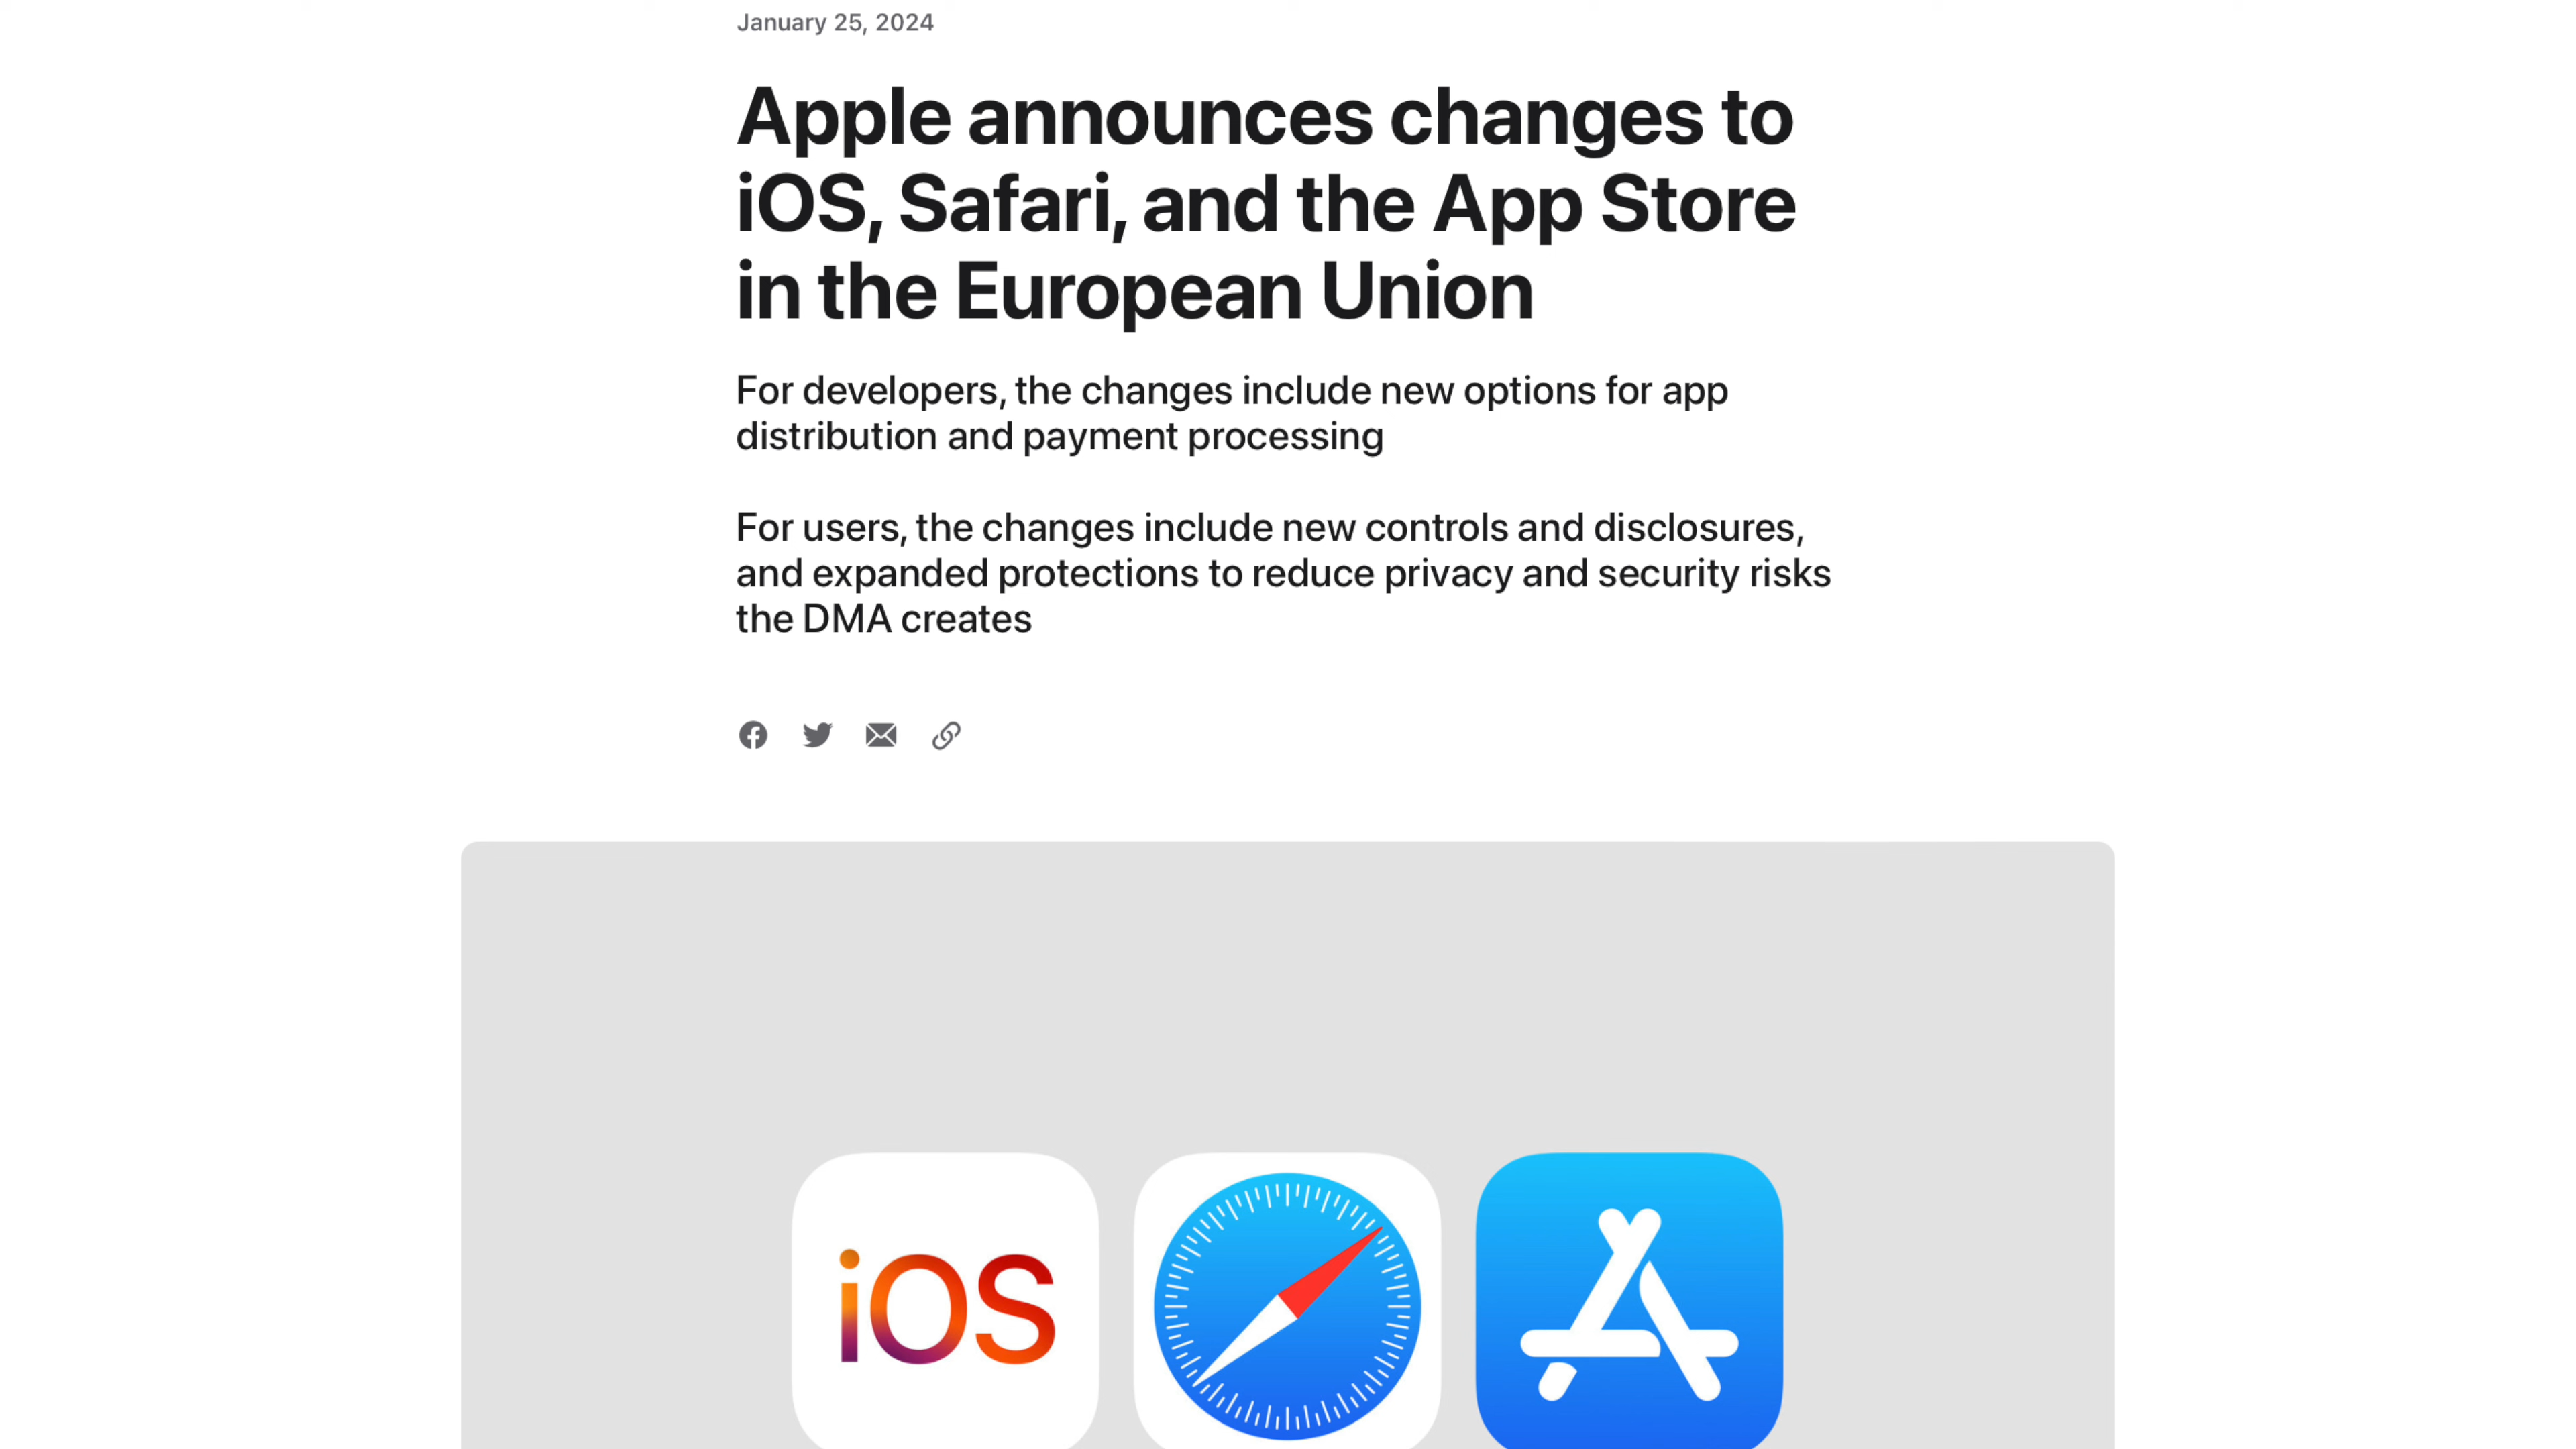 January 25, 2024
Apple announces changes to
iOS, Safari, and the App Store
in the European Union
For developers, the changes include new options for app
distribution and payment processing
For users, the changes include new controls and disclosures,
and expanded protections to reduce privacy and security risks
the DMA creates
iOS